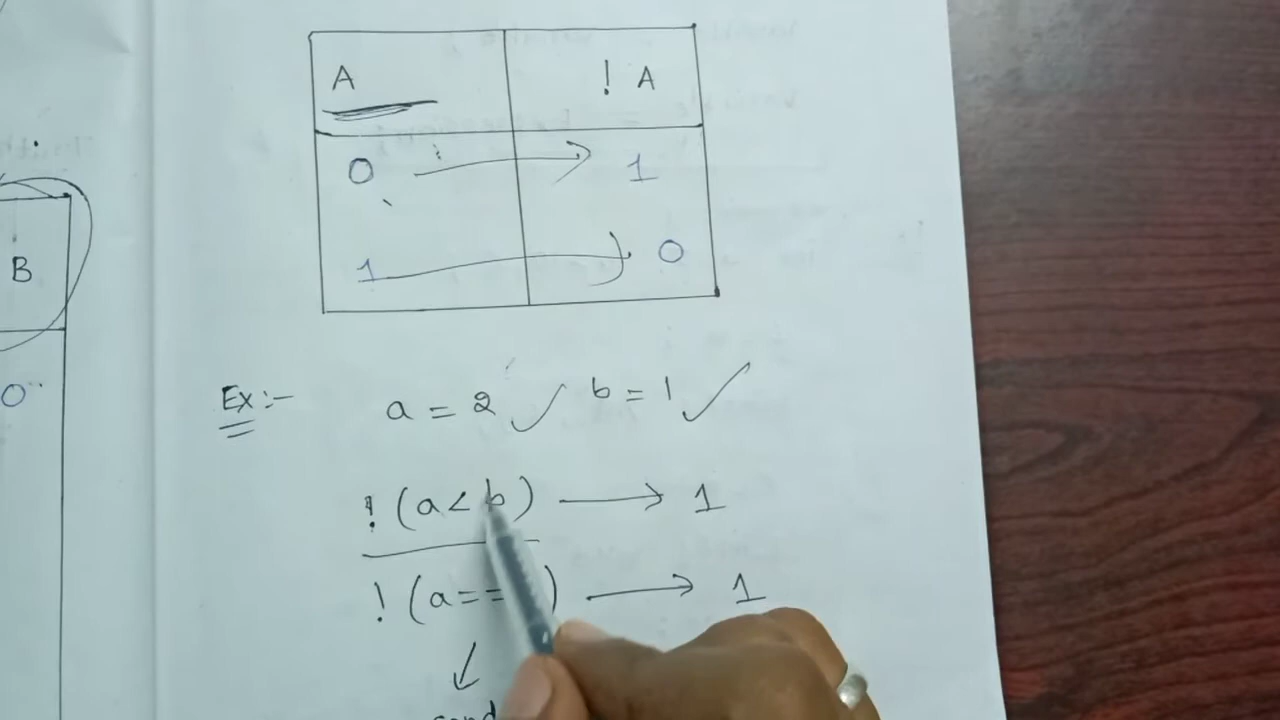 A ! A
0 1
1 0
B
0
Ex:- a = 2 b = 1
! (a < b) → 1
! (a == ) → 1